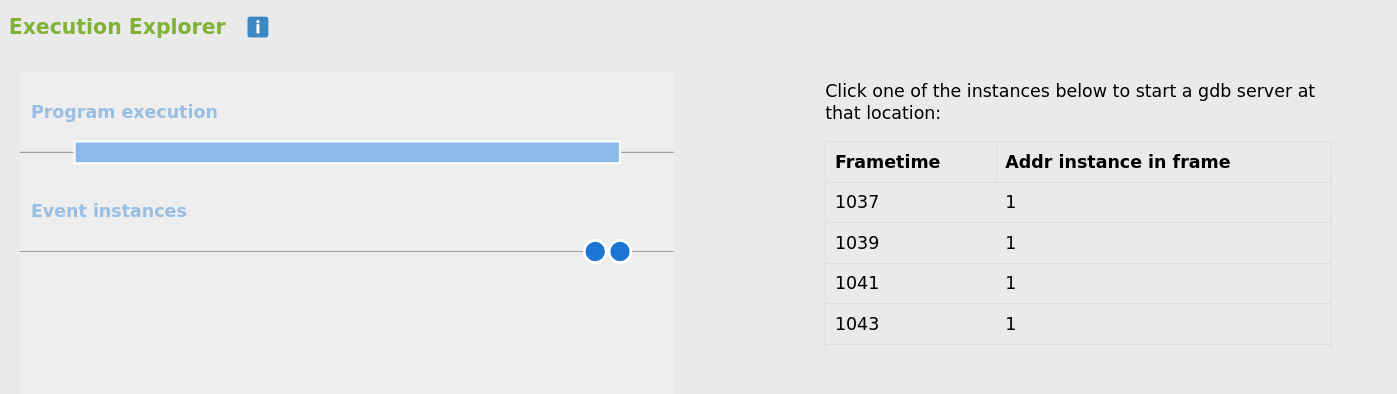 Execution Explorer i
Program execution
Event instances
Click one of the instances below to start a gdb server at
that location:
Frametime Addr instance in frame
1037 1
1039 1
1041 1
1043 1